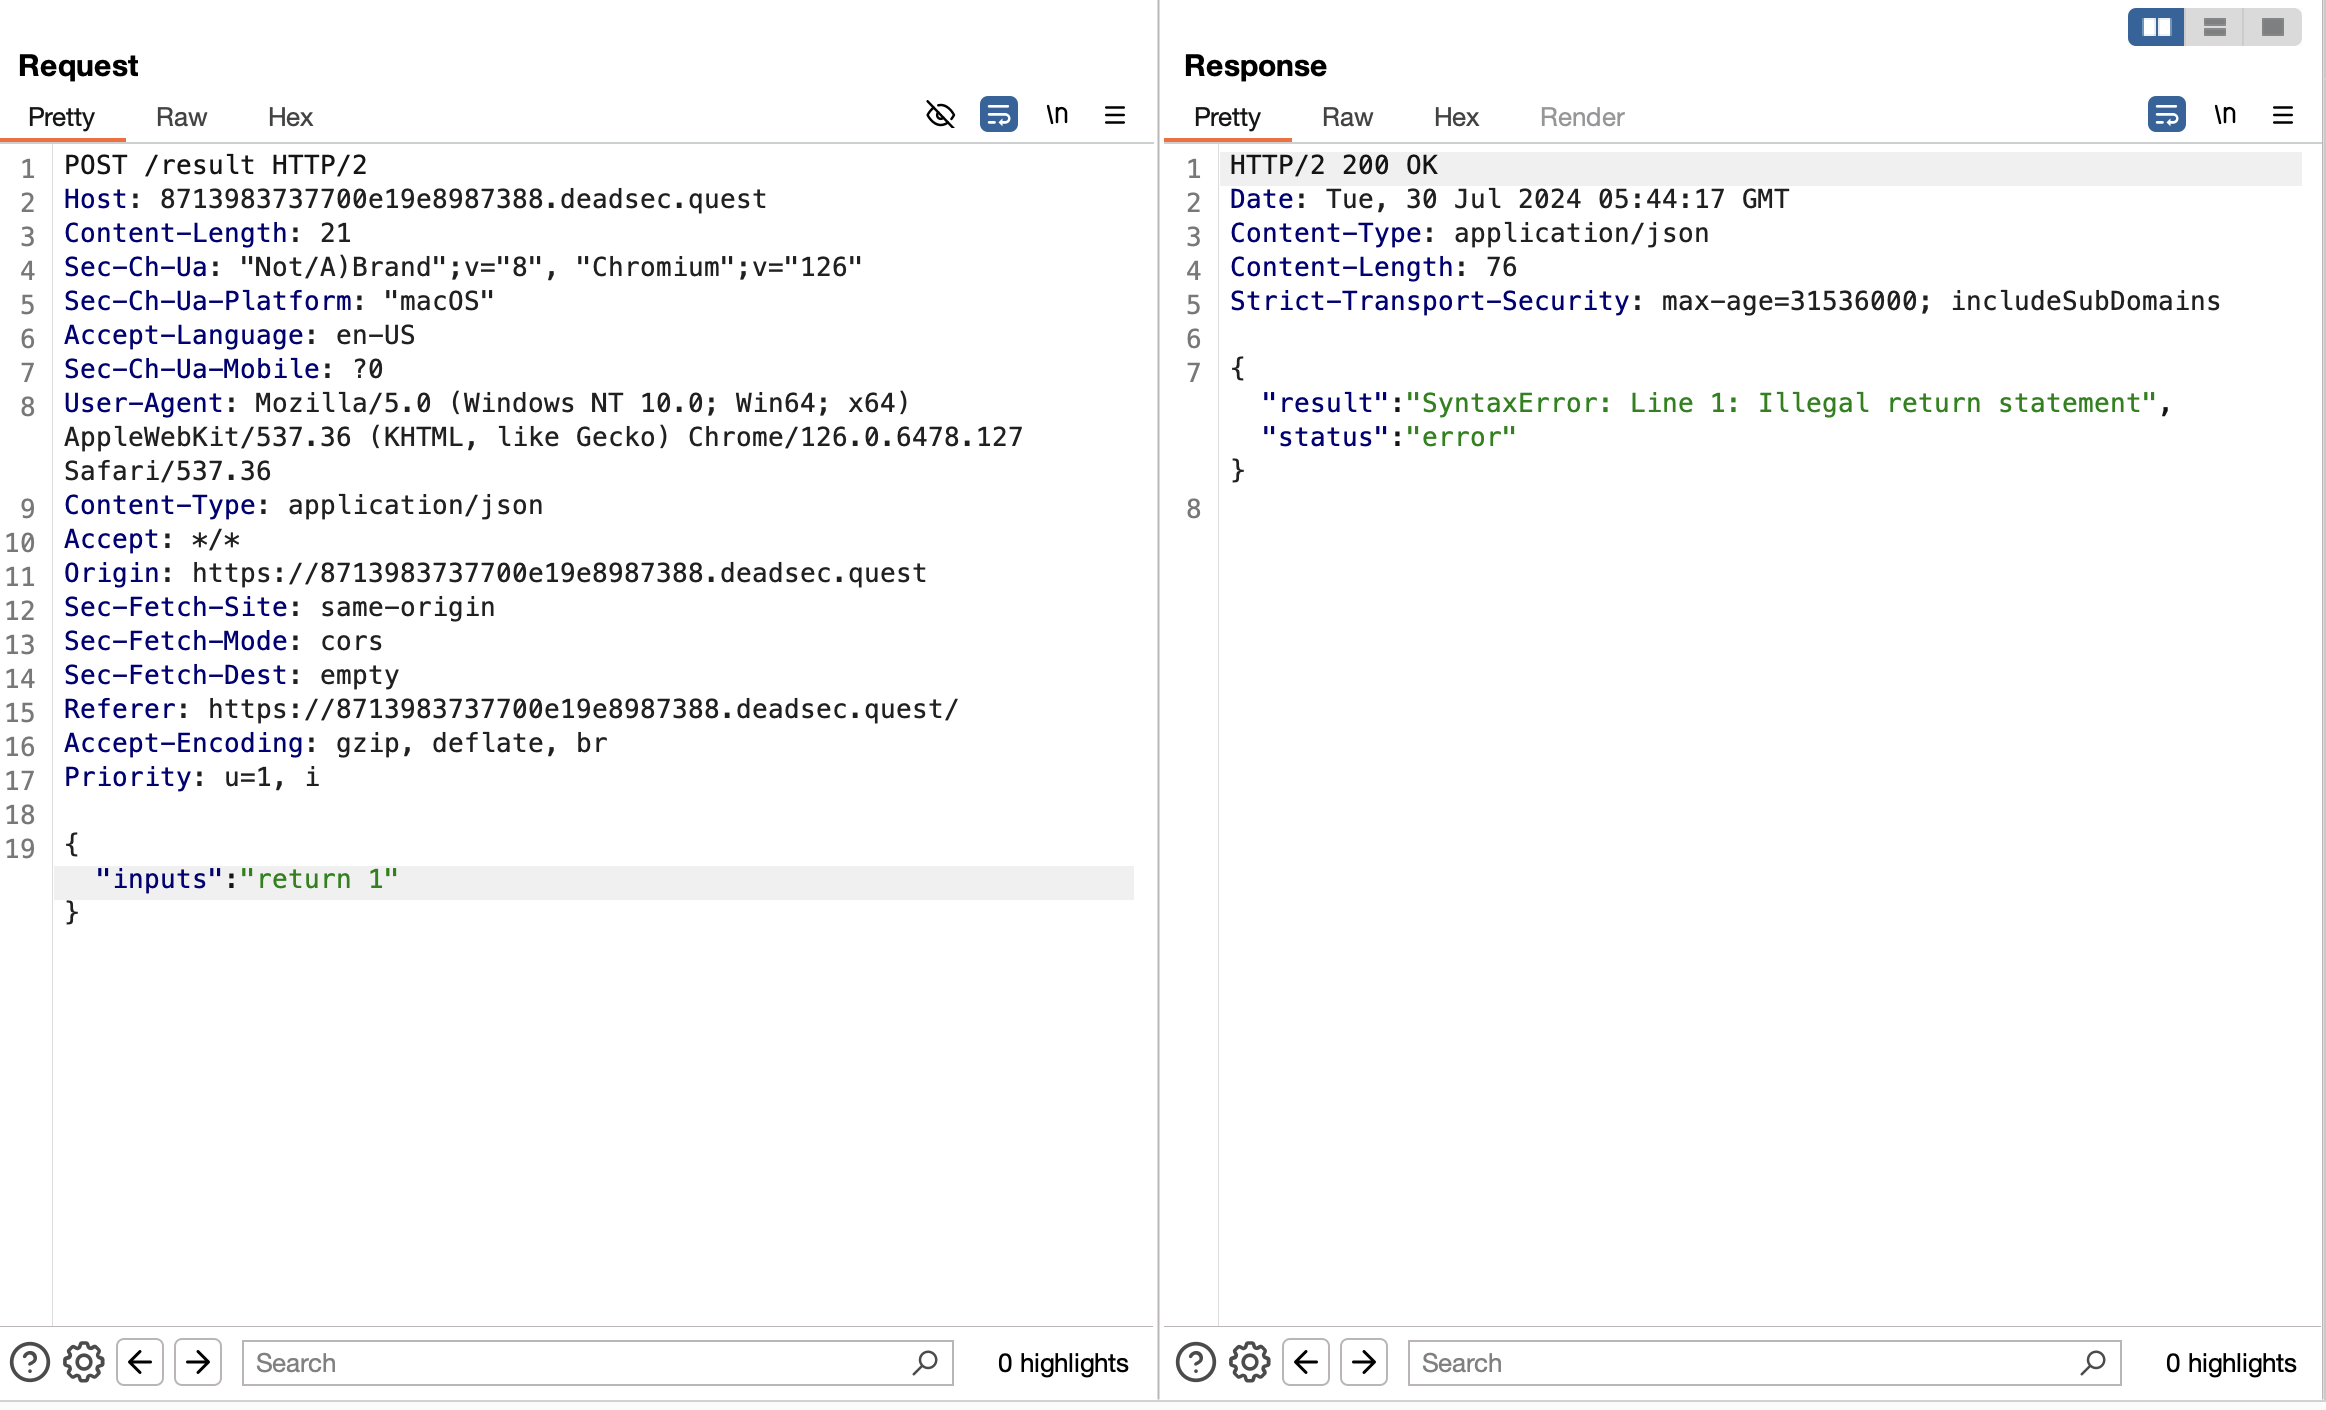 Request
Pretty Raw Hex \n
1 POST /result HTTP/2
2 Host: 8713983737700e19e8987388.deadsec.quest
3 Content-Length: 21
4 Sec-Ch-Ua: "Not/A)Brand";v="8", "Chromium";v="126"
5 Sec-Ch-Ua-Platform: "macOS"
6 Accept-Language: en-US
7 Sec-Ch-Ua-Mobile: ?0
8 User-Agent: Mozilla/5.0 (Windows NT 10.0; Win64; x64)
AppleWebKit/537.36 (KHTML, like Gecko) Chrome/126.0.6478.127
Safari/537.36
9 Content-Type: application/json
10 Accept: */*
11 Origin: https://8713983737700e19e8987388.deadsec.quest
12 Sec-Fetch-Site: same-origin
13 Sec-Fetch-Mode: cors
14 Sec-Fetch-Dest: empty
15 Referer: https://8713983737700e19e8987388.deadsec.quest/
16 Accept-Encoding: gzip, deflate, br
17 Priority: u=1, i
18
19 {
"inputs":"return 1"
}
Search 0 highlights
Response
Pretty Raw Hex Render \n
1 HTTP/2 200 OK
2 Date: Tue, 30 Jul 2024 05:44:17 GMT
3 Content-Type: application/json
4 Content-Length: 76
5 Strict-Transport-Security: max-age=31536000; includeSubDomains
6
7 {
"result":"SyntaxError: Line 1: Illegal return statement",
"status":"error"
}
8
Search 0 highlights